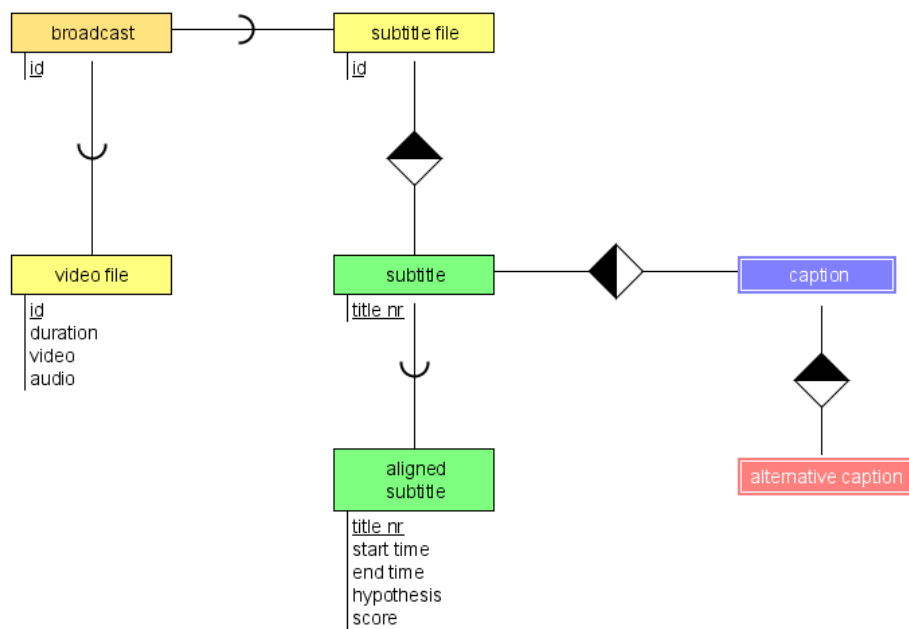 broadcast
id
subtitle file
id
video file
id
duration
video
audio
subtitle
title nr
caption
aligned
subtitle
title nr
start time
end time
hypothesis
score
alternative caption